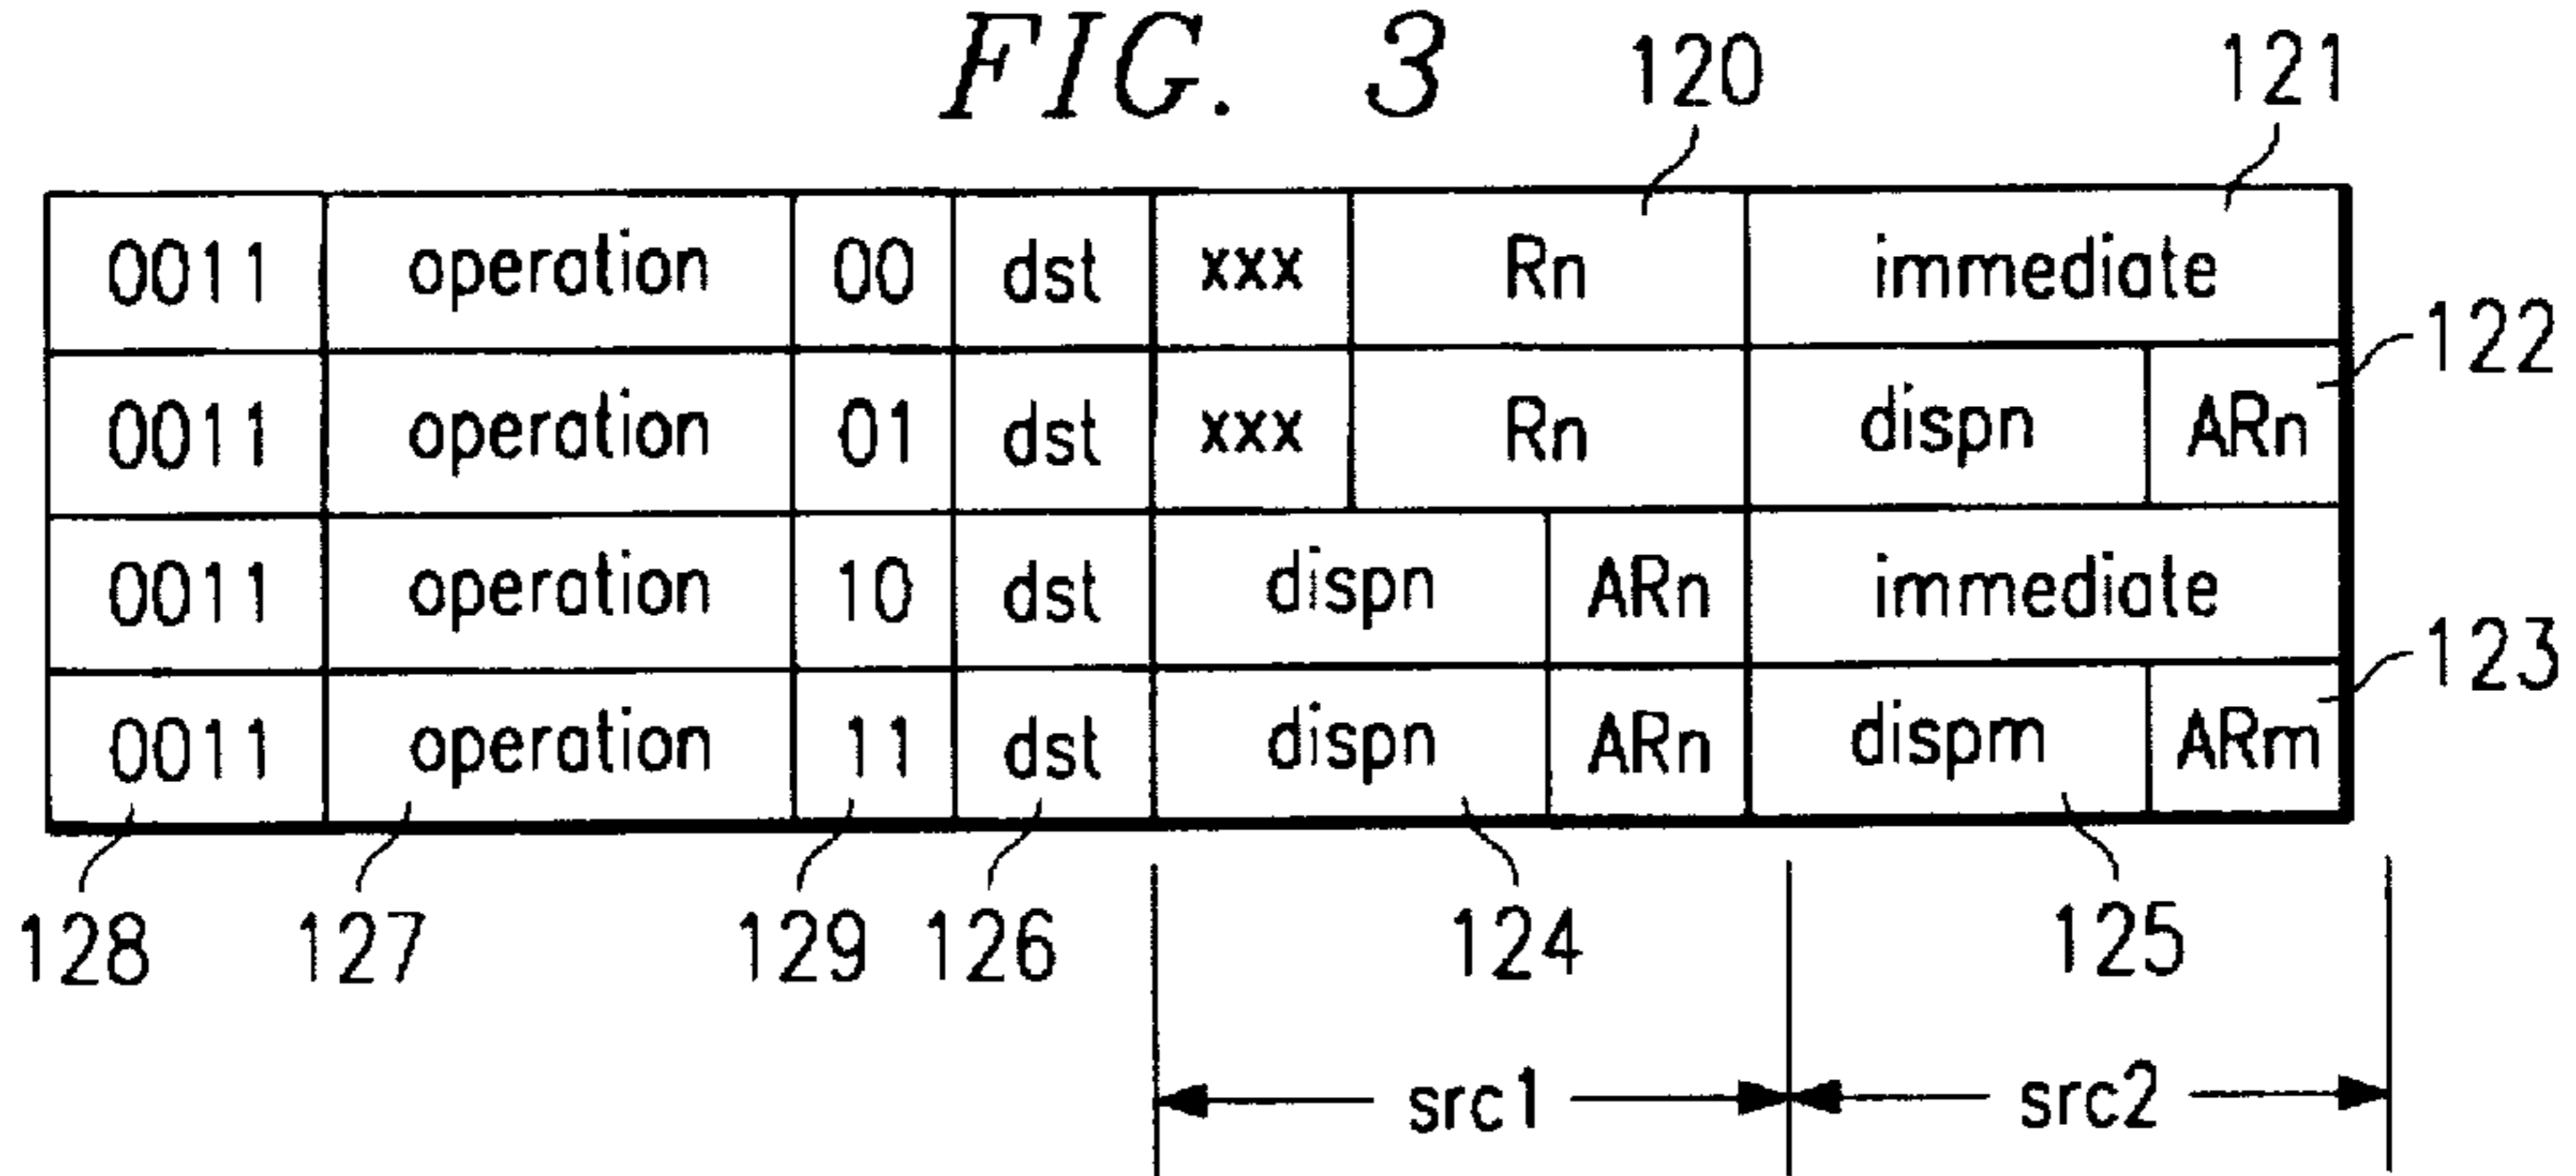 FIG. 3
120 121
0011 operation 00 dst xxx Rn immediate
122
0011 operation 01 dst xxx Rn dispn ARn
0011 operation 10 dst dispn ARn immediate
123
0011 operation 11 dst dispn ARn dispm ARm
128 127 129 126 124 125
src1 src2